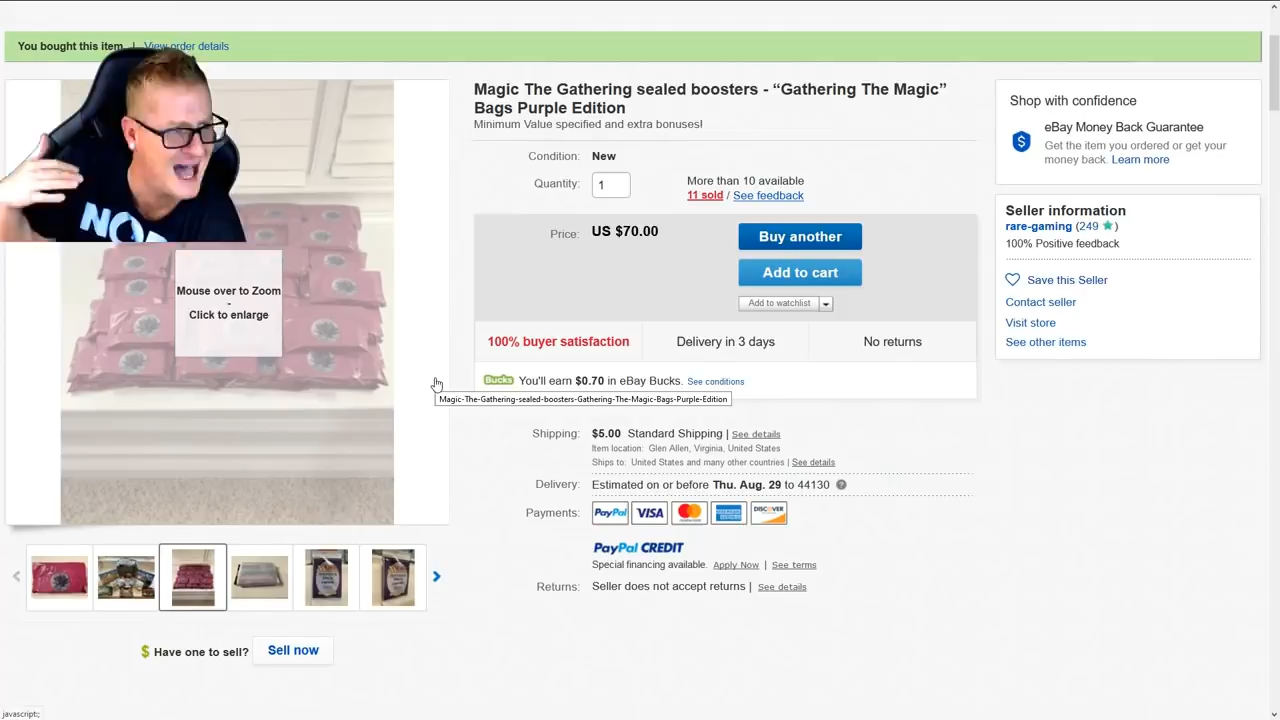 You bought this item | View order details
Magic The Gathering sealed boosters - “Gathering The Magic”
Bags Purple Edition
Minimum Value specified and extra bonuses!
Condition: New
Quantity: 1
More than 10 available
11 sold / See feedback
Price: US $70.00
Buy another
Add to cart
Add to watchlist
100% buyer satisfaction
Delivery in 3 days
No returns
Bucks You'll earn $0.70 in eBay Bucks. See conditions
Magic-The-Gathering-sealed-boosters-Gathering-The-Magic-Bags-Purple-Edition
Shipping: $5.00 Standard Shipping | See details
Item location: Glen Allen, Virginia, United States
Ships to: United States and many other countries | See details
Delivery: Estimated on or before Thu. Aug. 29 to 44130 ?
Payments: PayPal VISA MasterCard DISCOVER
PayPal CREDIT
Special financing available. Apply Now | See terms
Returns: Seller does not accept returns | See details
Shop with confidence
$
eBay Money Back Guarantee
Get the item you ordered or get your
money back. Learn more
Seller information
rare-gaming (249 )
100% Positive feedback
Save this Seller
Contact seller
Visit store
See other items
Mouse over to Zoom
-
Click to enlarge
$ Have one to sell? Sell now
javascript:;